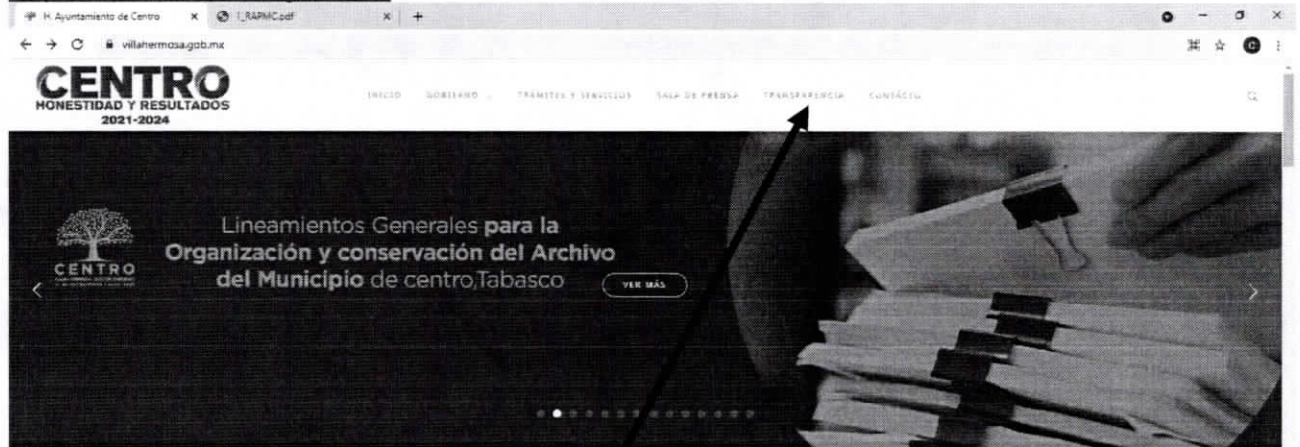 H. Ayuntamiento de Centro
1_RAPMC.pdf
villahermosa.gob.mx
CENTRO
HONESTIDAD Y RESULTADOS
2021-2024
INICIO GOBIERNO TRÁMITES Y SERVICIOS SALA DE PRENSA TRANSPARENCIA CONTÁCTO
Lineamientos Generales para la
Organización y conservación del Archivo
del Municipio de centro,Tabasco
VER MÁS
CENTRO